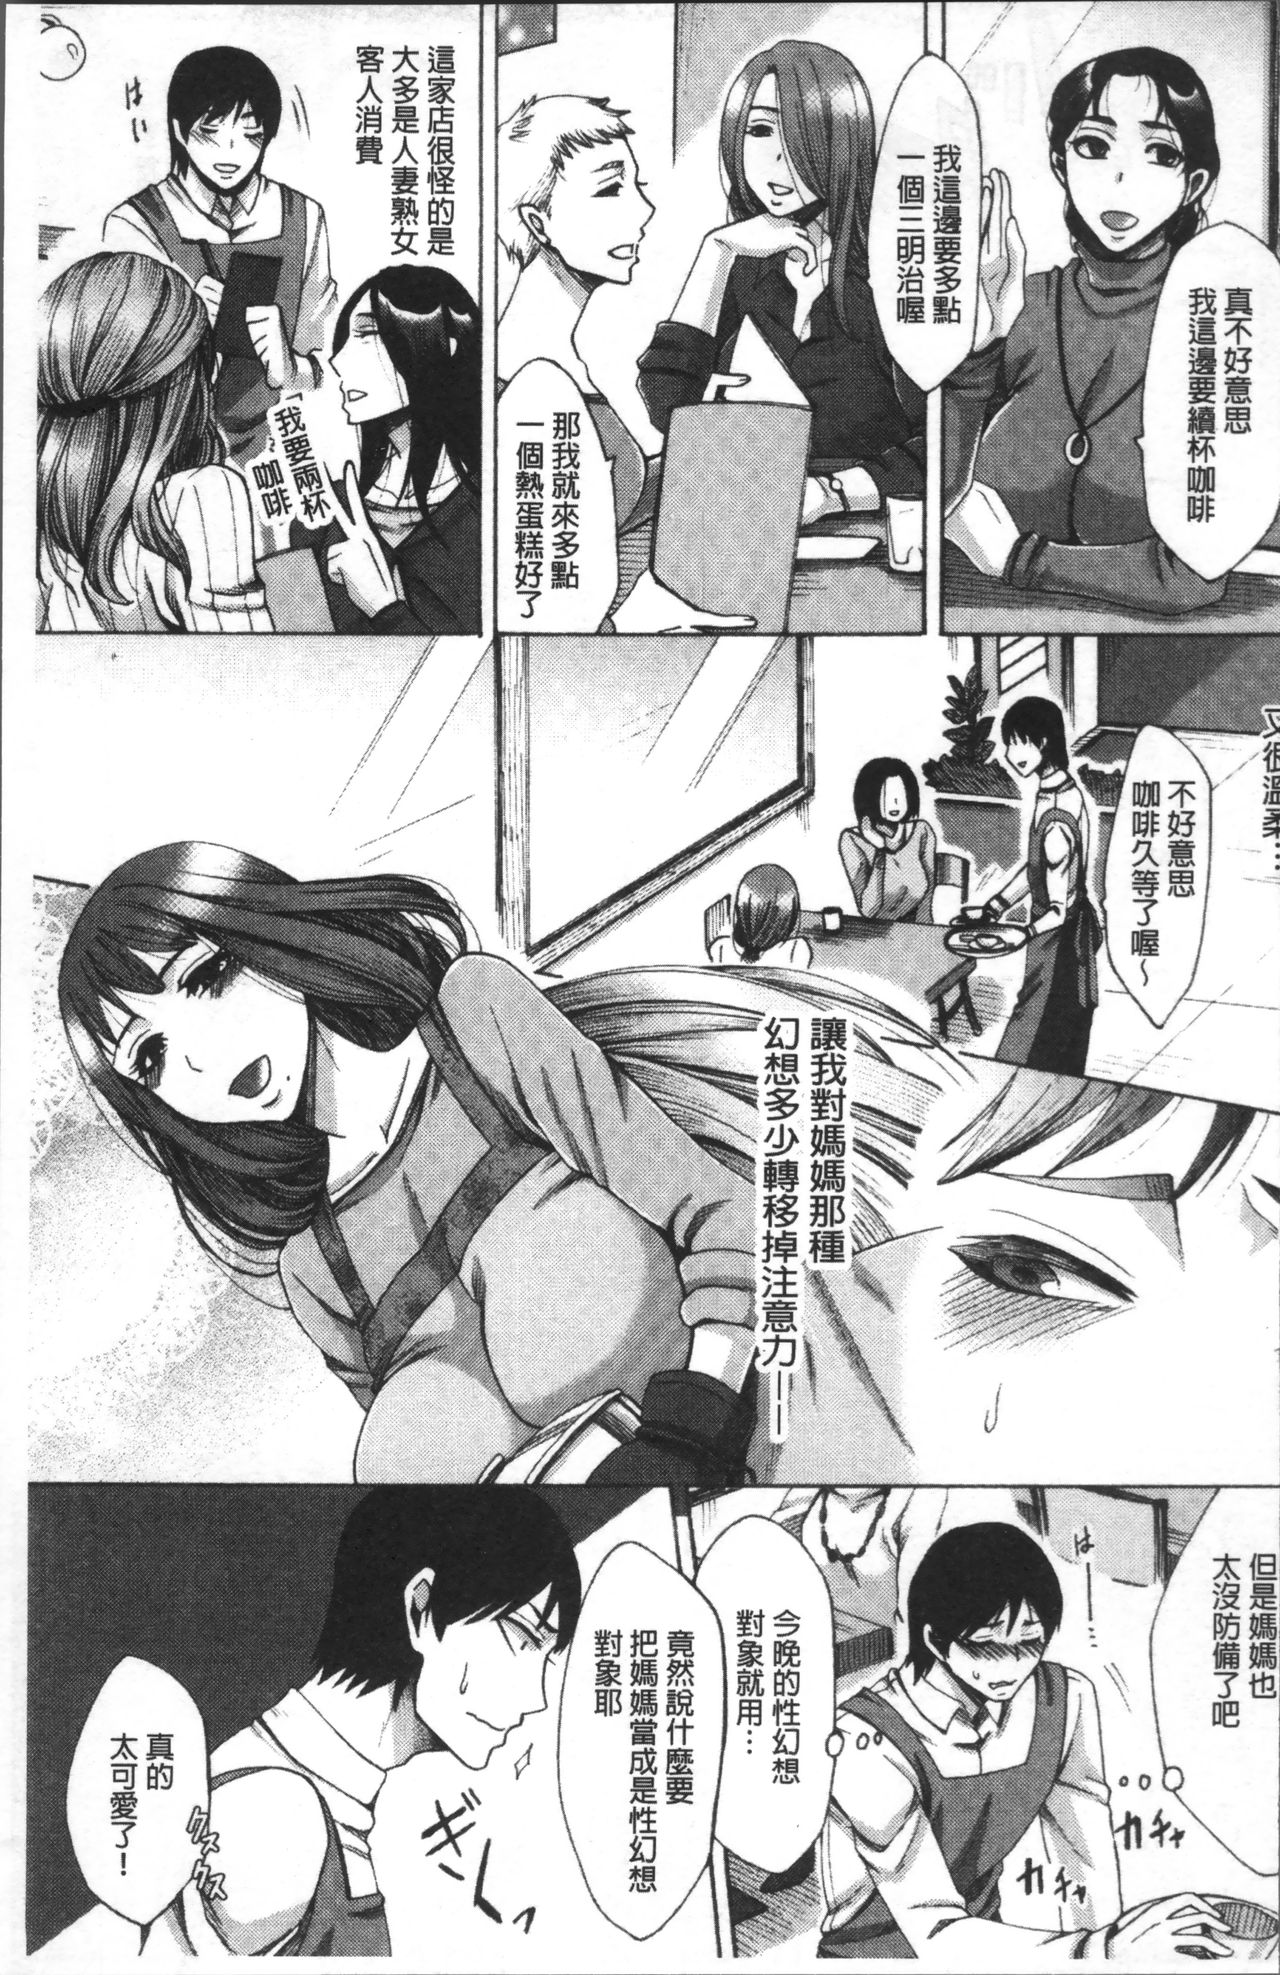 真不好意思
我這邊要續杯咖啡
我這邊要多點
一個三明治喔
那我就來多點
一個熱蛋糕好了
這家店很怪的是
大多是人妻熟女
客人消費
はい
「我要兩杯
咖啡
又很溫柔…
不好意思
咖啡久等了喔～
讓我對媽媽那種
幻想多少轉移掉注意力——
但是媽媽也
太沒防備了吧
は——…
カチャ
カチャ
今晚的性幻想
對象就用…
竟然說什麼要
把媽媽當成是性幻想
對象耶
ギくっ
真的
太可愛了！
クスクス